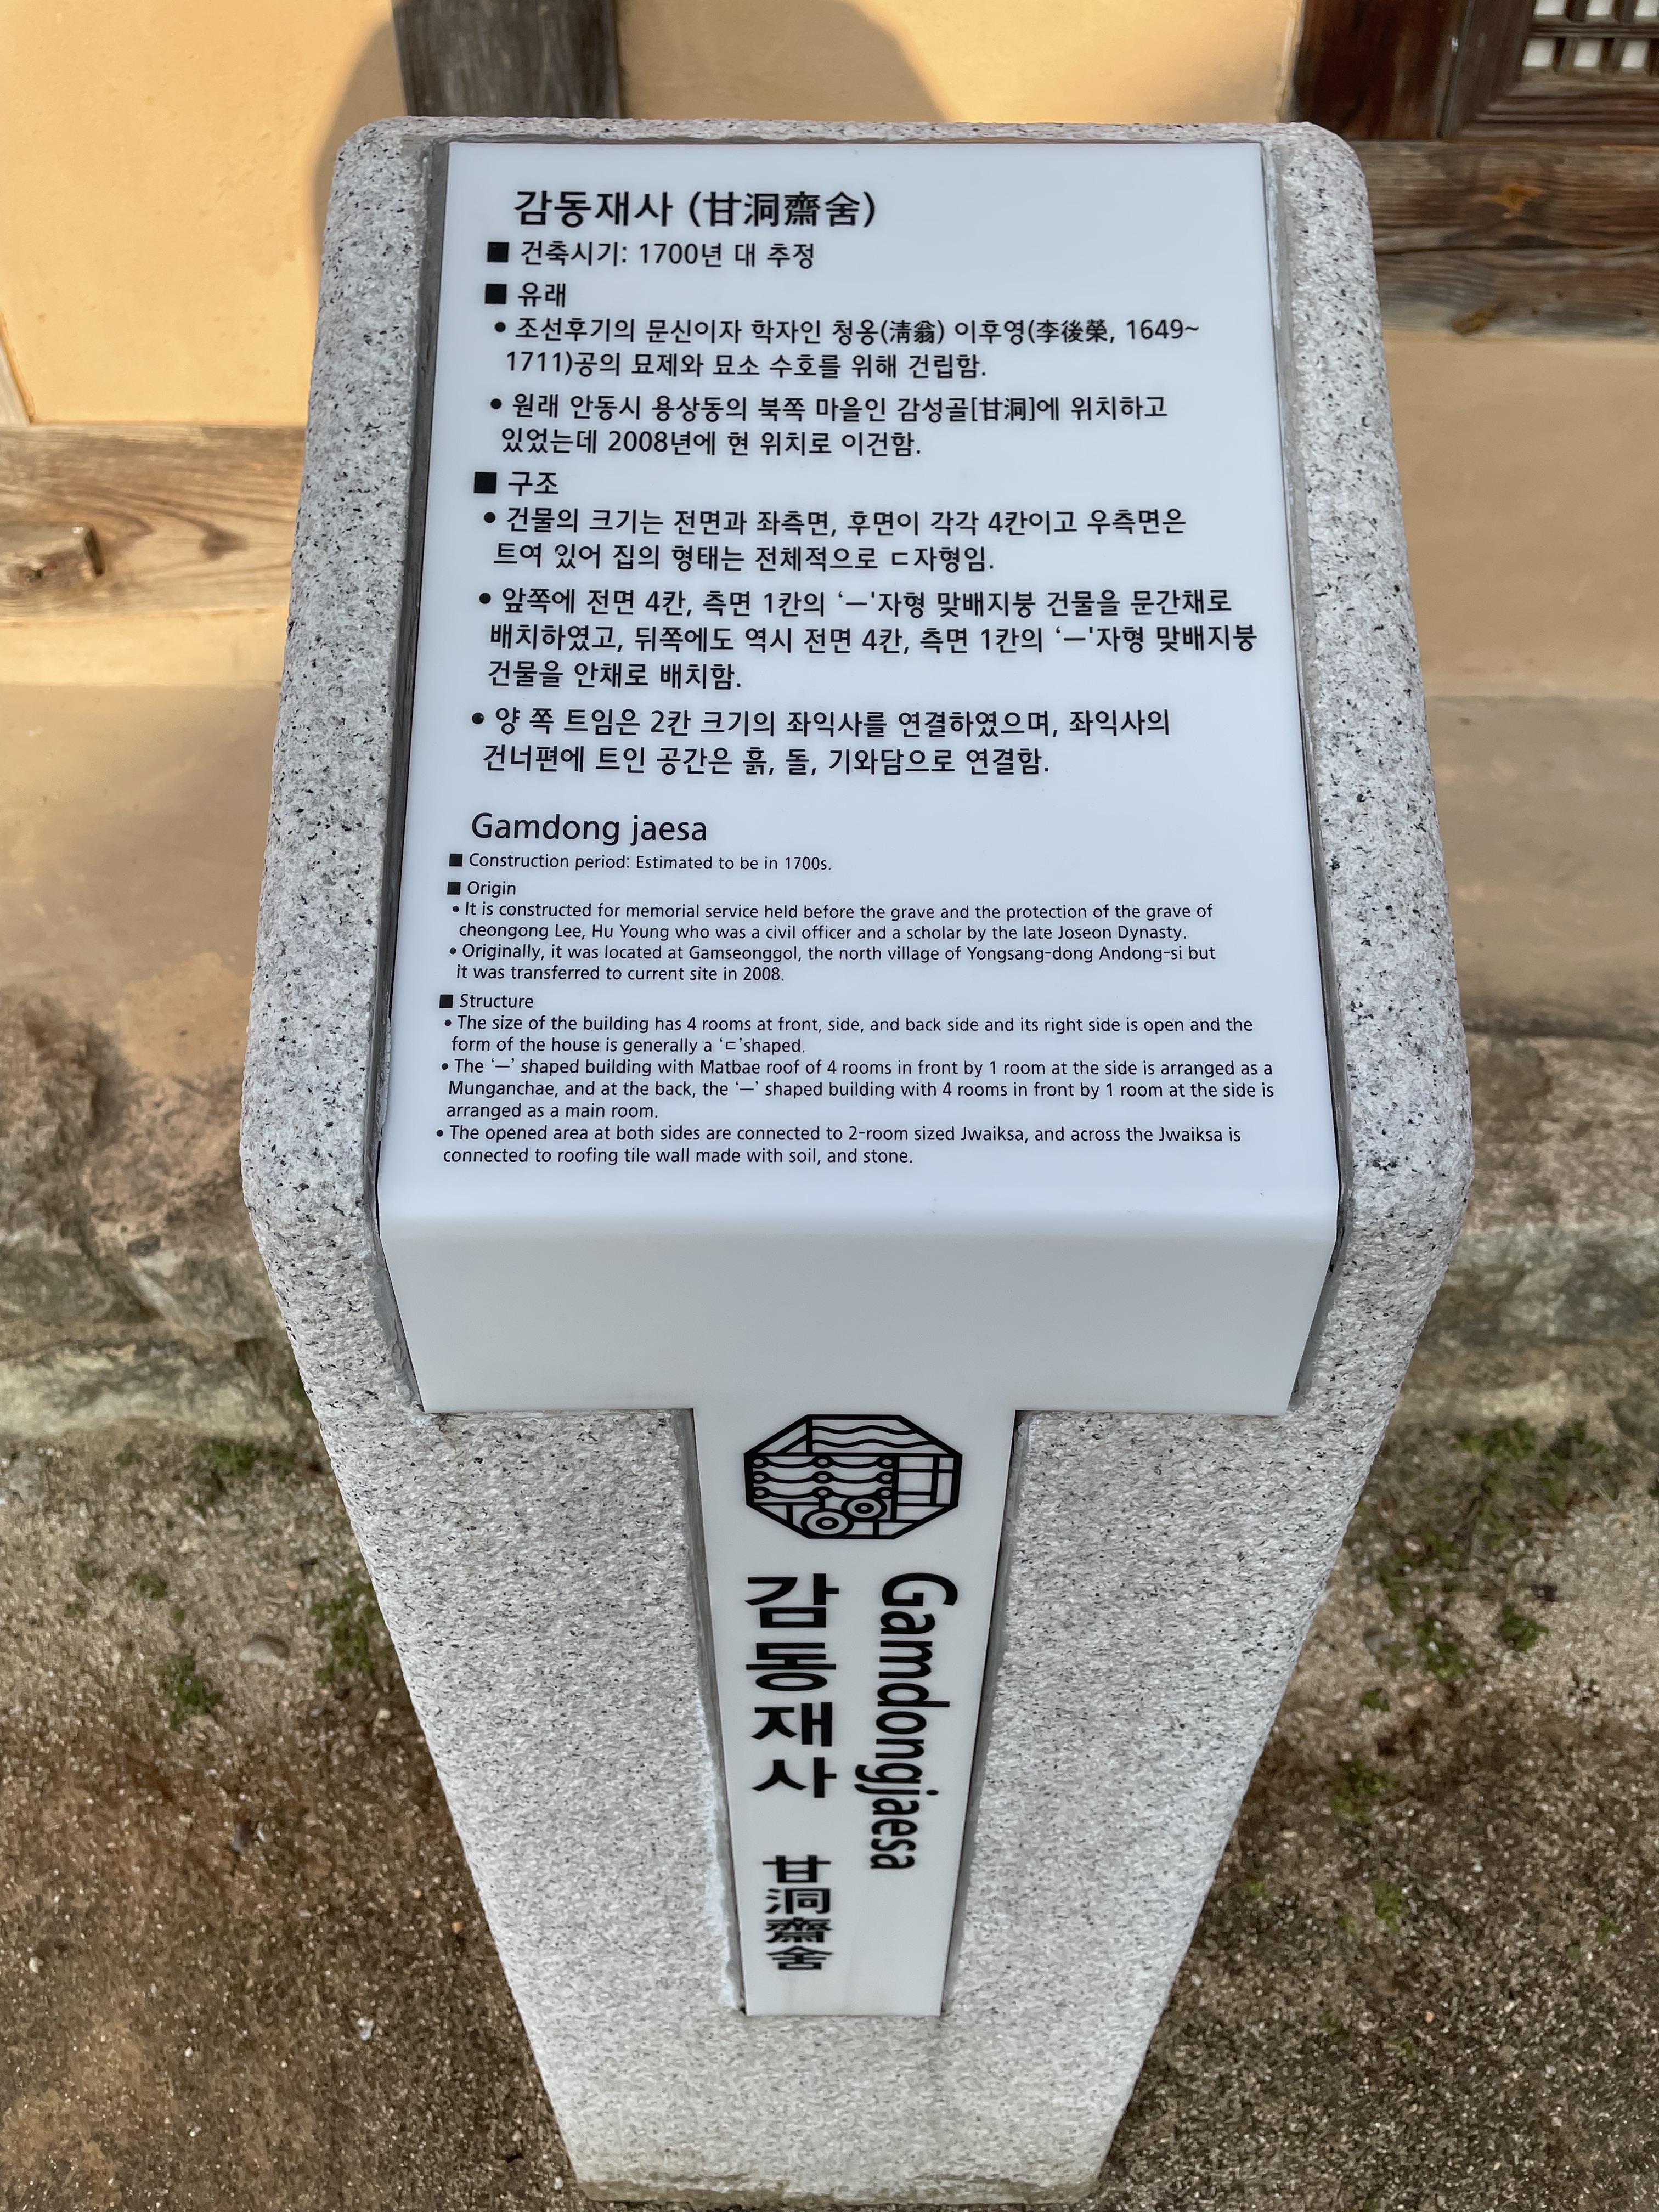 감동재사 (甘洞齋舍)
■ 건축시기: 1700년 대 추정
■ 유래
• 조선후기의 문신이자 학자인 청옹(淸翁) 이후영(李後榮, 1649~
1711)공의 묘제와 묘소 수호를 위해 건립함.
• 원래 안동시 용상동의 북쪽 마을인 감성골[甘洞]에 위치하고
있었는데 2008년에 현 위치로 이건함.
■ 구조
• 건물의 크기는 전면과 좌측면, 후면이 각각 4칸이고 우측면은
트여 있어 집의 형태는 전체적으로 ㄷ자형임.
• 앞쪽에 전면 4칸, 측면 1칸의 ‘ㅡ'자형 맞배지붕 건물을 문간채로
배치하였고, 뒤쪽에도 역시 전면 4칸, 측면 1칸의 ‘ㅡ'자형 맞배지붕
건물을 안채로 배치함.
• 양 쪽 트임은 2칸 크기의 좌익사를 연결하였으며, 좌익사의
건너편에 트인 공간은 흙, 돌, 기와담으로 연결함.
Gamdong jaesa
■ Construction period: Estimated to be in 1700s.
■ Origin
• It is constructed for memorial service held before the grave and the protection of the grave of
cheongong Lee, Hu Young who was a civil officer and a scholar by the late Joseon Dynasty.
• Originally, it was located at Gamseonggol, the north village of Yongsang-dong Andong-si but
it was transferred to current site in 2008.
■ Structure
• The size of the building has 4 rooms at front, side, and back side and its right side is open and the
form of the house is generally a ‘ㄷ’shaped.
• The ‘ㅡ’ shaped building with Matbae roof of 4 rooms in front by 1 room at the side is arranged as a
Munganchae, and at the back, the ‘ㅡ’ shaped building with 4 rooms in front by 1 room at the side is
arranged as a main room.
• The opened area at both sides are connected to 2-room sized Jwaiksa, and across the Jwaiksa is
connected to roofing tile wall made with soil, and stone.
감동재사 甘洞齋舍
Gamdongjaesa